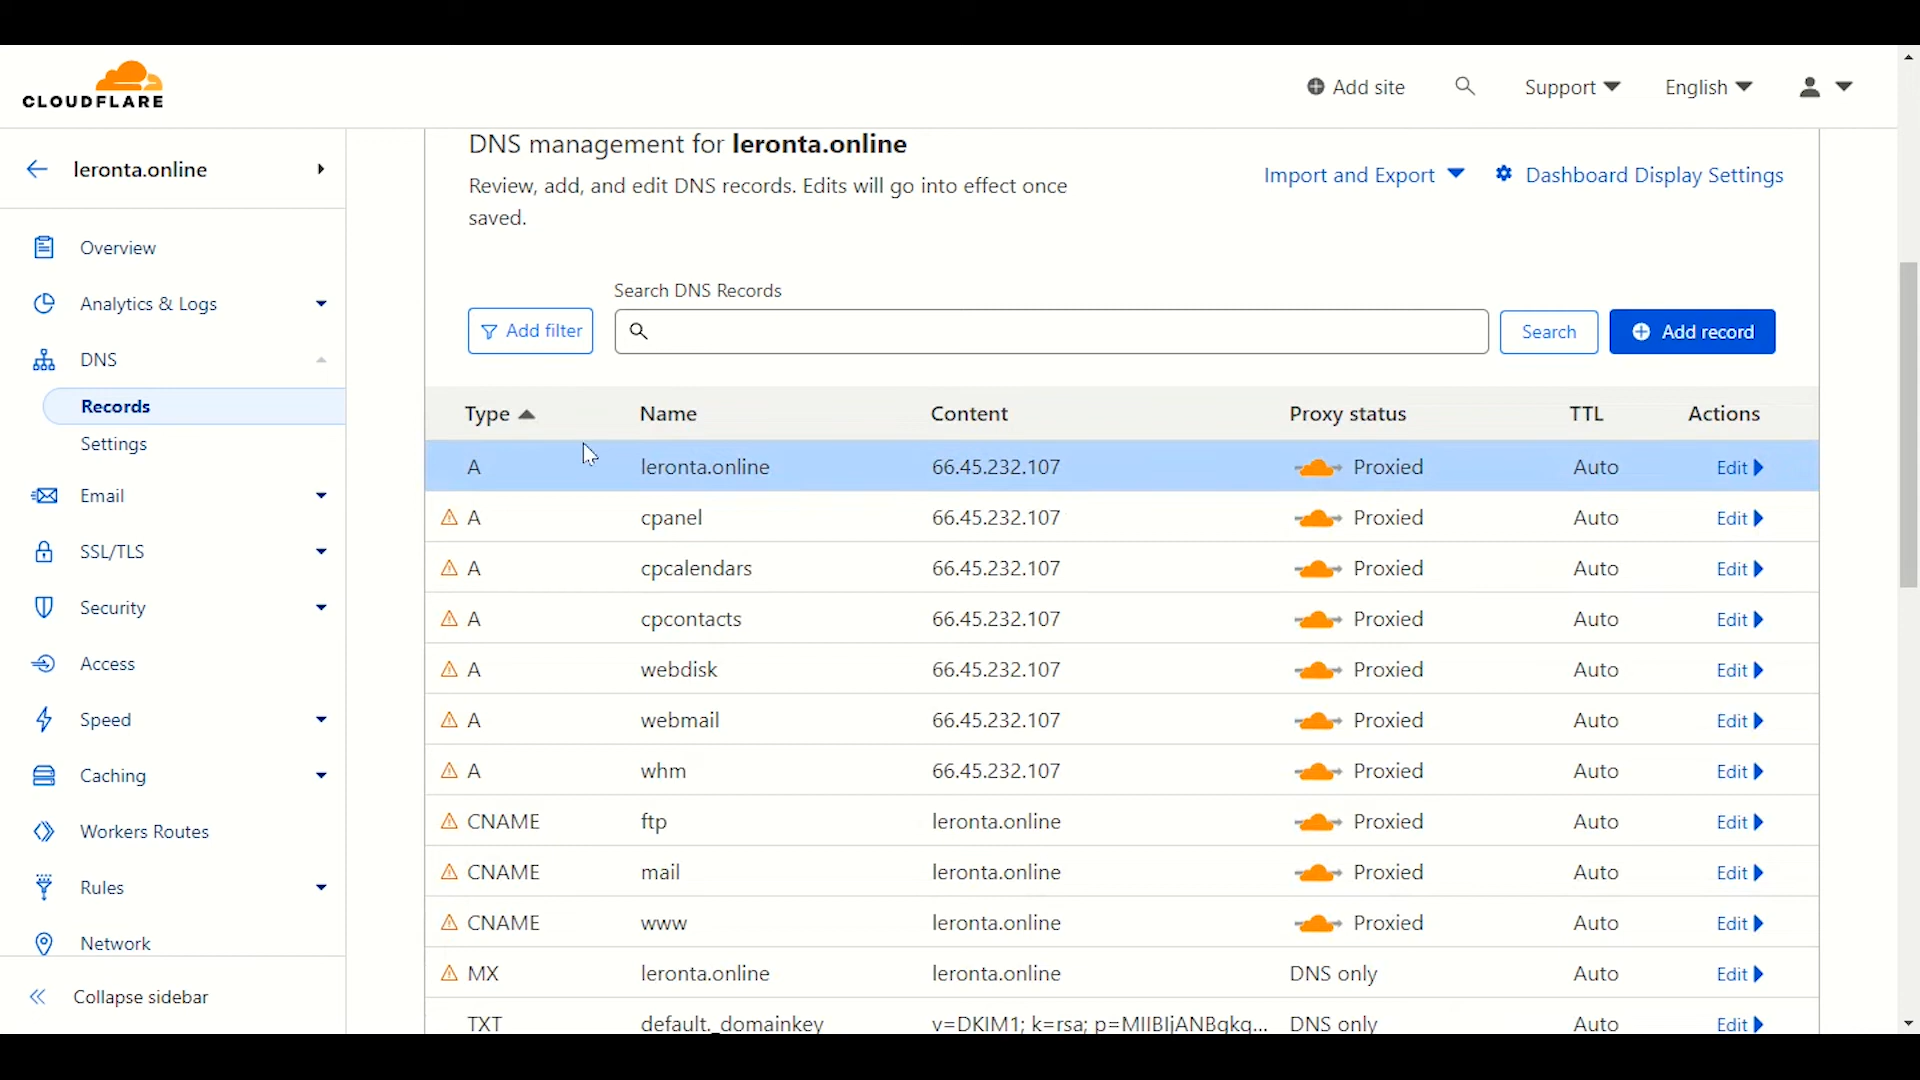 CLOUDFLARE
Add site
Support
English
leronta.online
Overview
Analytics & Logs
DNS
Records
Settings
Email
SSL/TLS
Security
Access
Speed
Caching
Workers Routes
Rules
Network
Collapse sidebar
DNS management for leronta.online
Review, add, and edit DNS records. Edits will go into effect once
saved.
Import and Export
Dashboard Display Settings
Search DNS Records
Add filter
Search
Add record
Type Name Content Proxy status TTL Actions
A leronta.online 66.45.232.107 Proxied Auto Edit
A cpanel 66.45.232.107 Proxied Auto Edit
A cpcalendars 66.45.232.107 Proxied Auto Edit
A cpcontacts 66.45.232.107 Proxied Auto Edit
A webdisk 66.45.232.107 Proxied Auto Edit
A webmail 66.45.232.107 Proxied Auto Edit
A whm 66.45.232.107 Proxied Auto Edit
CNAME ftp leronta.online Proxied Auto Edit
CNAME mail leronta.online Proxied Auto Edit
CNAME www leronta.online Proxied Auto Edit
MX leronta.online leronta.online DNS only Auto Edit
TXT default._domainkey v=DKIM1; k=rsa; p=MIIBIjANBgkq... DNS only Auto Edit